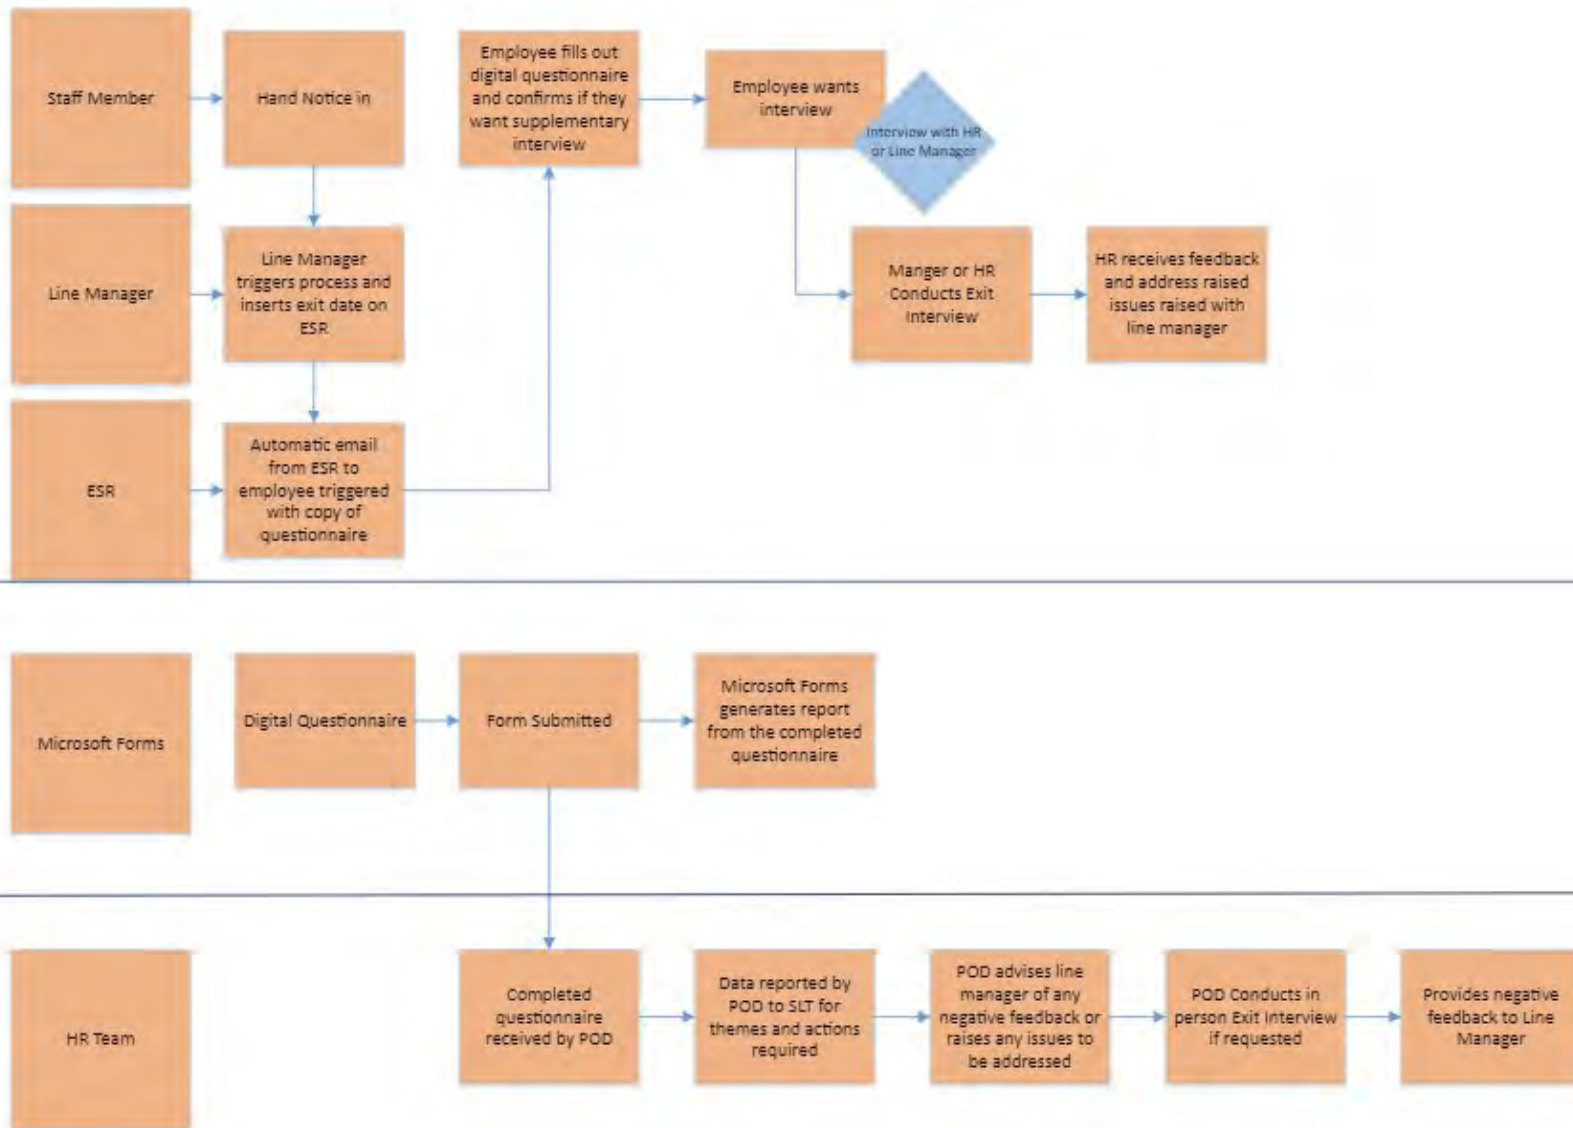 Staff Member
Hand Notice in
Employee fills out
digital questionnaire
and confirms if they
want supplementary
interview
Employee wants
interview
Interview with HR
or Line Manager
Line Manager
Line Manager
triggers process and
inserts exit date on
ESR
Manger or HR
Conducts Exit
Interview
HR receives feedback
and address raised
issues raised with
line manager
ESR
Automatic email
from ESR to
employee triggered
with copy of
questionnaire
Microsoft Forms
Digital Questionnaire
Form Submitted
Microsoft Forms
generates report
from the completed
questionnaire
HR Team
Completed
questionnaire
received by POD
Data reported by
POD to SLT for
themes and actions
required
POD advises line
manager of any
negative feedback or
raises any issues to
be addressed
POD Conducts in
person Exit Interview
if requested
Provides negative
feedback to Line
Manager